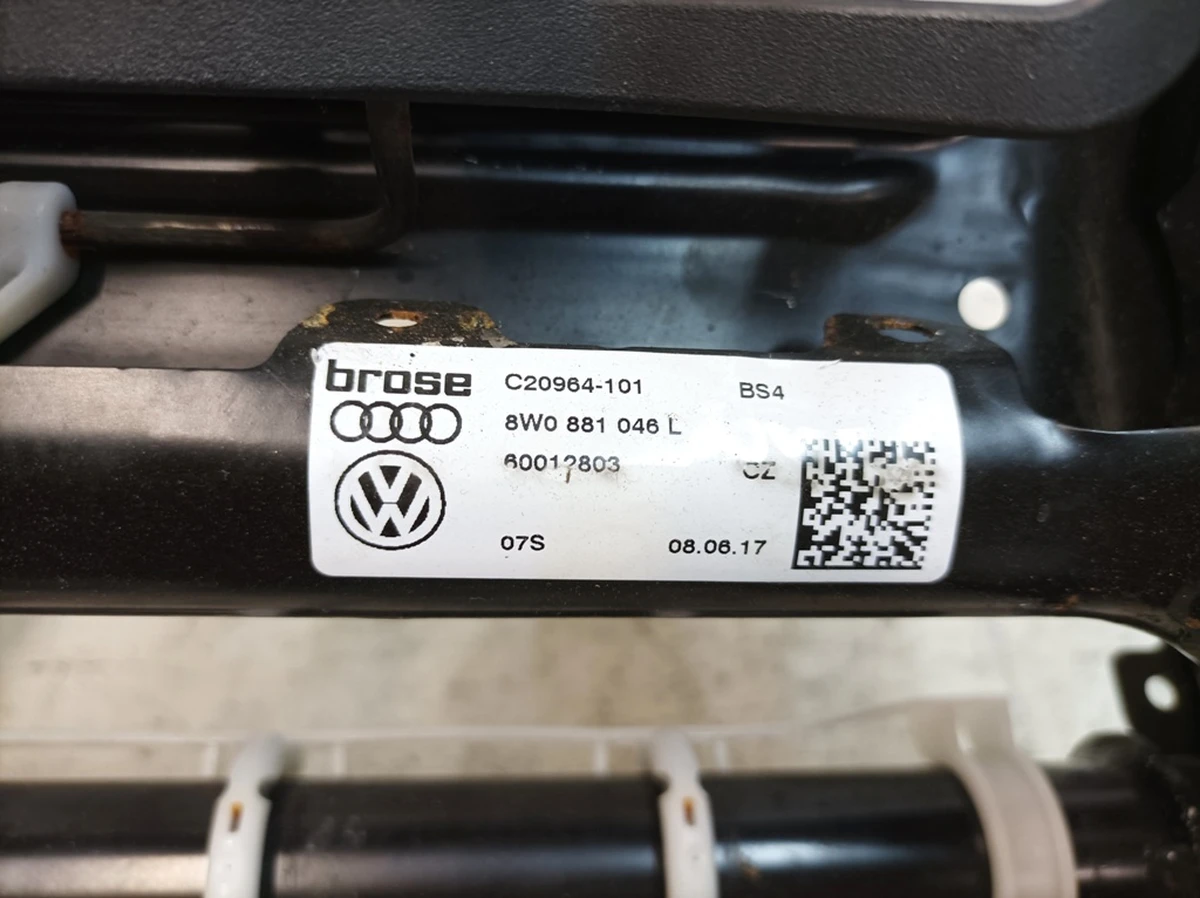 brose C20964-101 BS4
8W0 881 046 L
60012803 CZ
07S 08.06.17